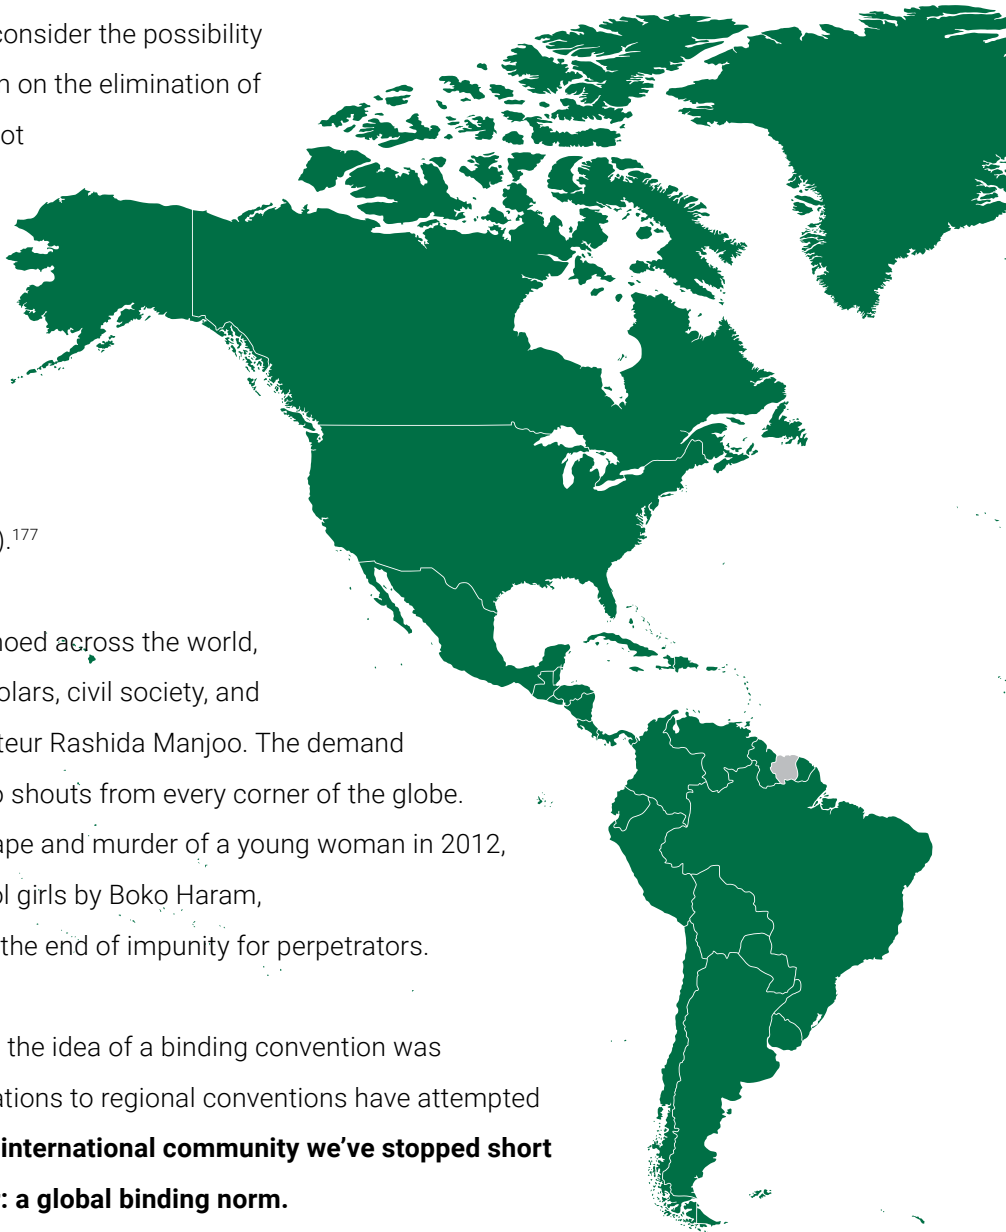 consider the possibility
n on the elimination of
ot
).177
noed across the world,
olars, civil society, and
teur Rashida Manjoo. The demand
o shouts from every corner of the globe.
ape and murder of a young woman in 2012,
ol girls by Boko Haram,
the end of impunity for perpetrators.
the idea of a binding convention was
ations to regional conventions have attempted
international community we’ve stopped short
: a global binding norm.